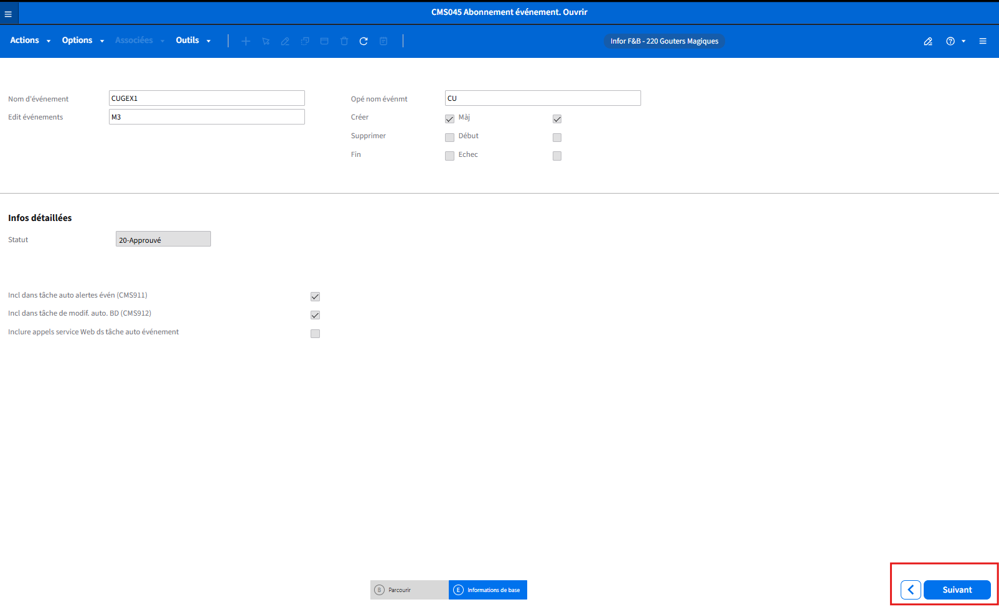 CMS045 Abonnement événement. Ouvrir
Actions Options Associées Outils Infor F&B - 220 Gouters Magiques
Nom d'événement CUGEX1 Opé nom événmt CU
Edit événements M3 Créer Màj
Supprimer Début
Fin Echec
Infos détaillées
Statut 20-Approuvé
Incl dans tâche auto alertes évén (CMS911)
Incl dans tâche de modif. auto. BD (CMS912)
Inclure appels service Web ds tâche auto événement
B Parcourir E Informations de base Suivant